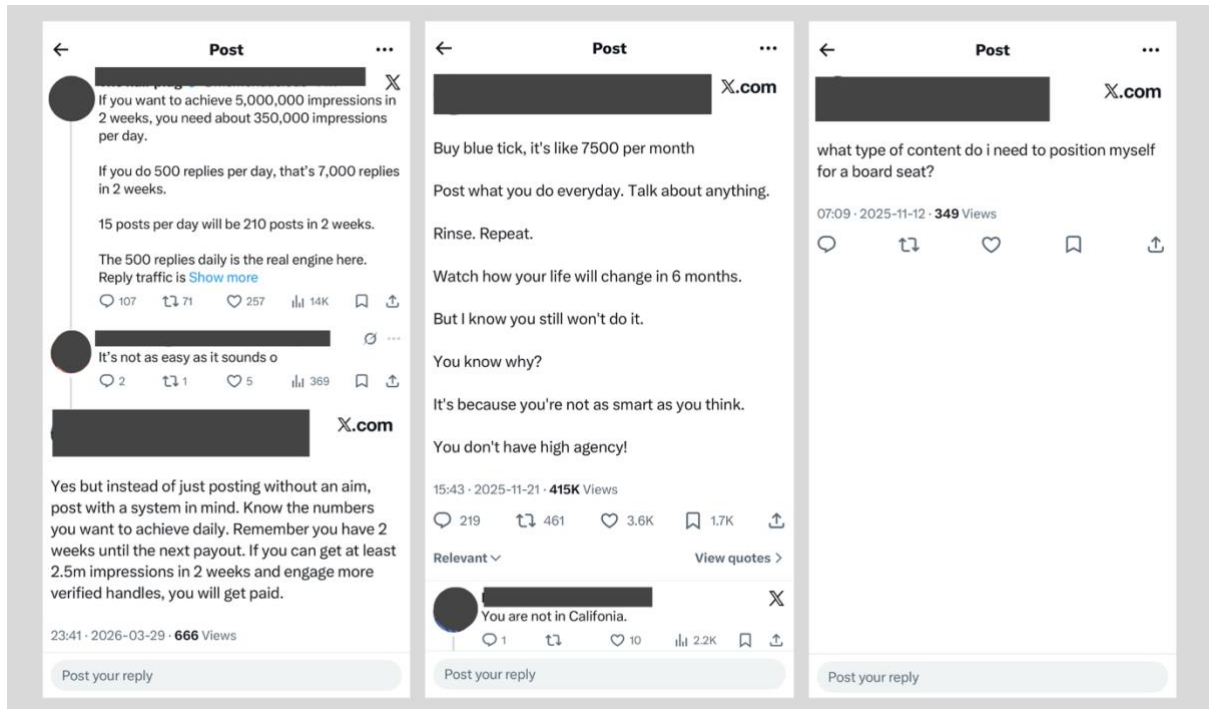 Post
If you want to achieve 5,000,000 impressions in
2 weeks, you need about 350,000 impressions
per day.
If you do 500 replies per day, that's 7,000 replies
in 2 weeks.
15 posts per day will be 210 posts in 2 weeks.
The 500 replies daily is the real engine here.
Reply traffic is Show more
107 71 257 14K
It's not as easy as it sounds o
2 1 5 369
X.com
Yes but instead of just posting without an aim,
post with a system in mind. Know the numbers
you want to achieve daily. Remember you have 2
weeks until the next payout. If you can get at least
2.5m impressions in 2 weeks and engage more
verified handles, you will get paid.
23:41 · 2026-03-29 · 666 Views
Post your reply
Post
X.com
Buy blue tick, it's like 7500 per month
Post what you do everyday. Talk about anything.
Rinse. Repeat.
Watch how your life will change in 6 months.
But I know you still won't do it.
You know why?
It's because you're not as smart as you think.
You don't have high agency!
15:43 · 2025-11-21 · 415K Views
219 461 3.6K 1.7K
Relevant View quotes
You are not in Califonia.
1 10 2.2K
Post your reply
Post
X.com
what type of content do i need to position myself
for a board seat?
07:09 · 2025-11-12 · 349 Views
Post your reply